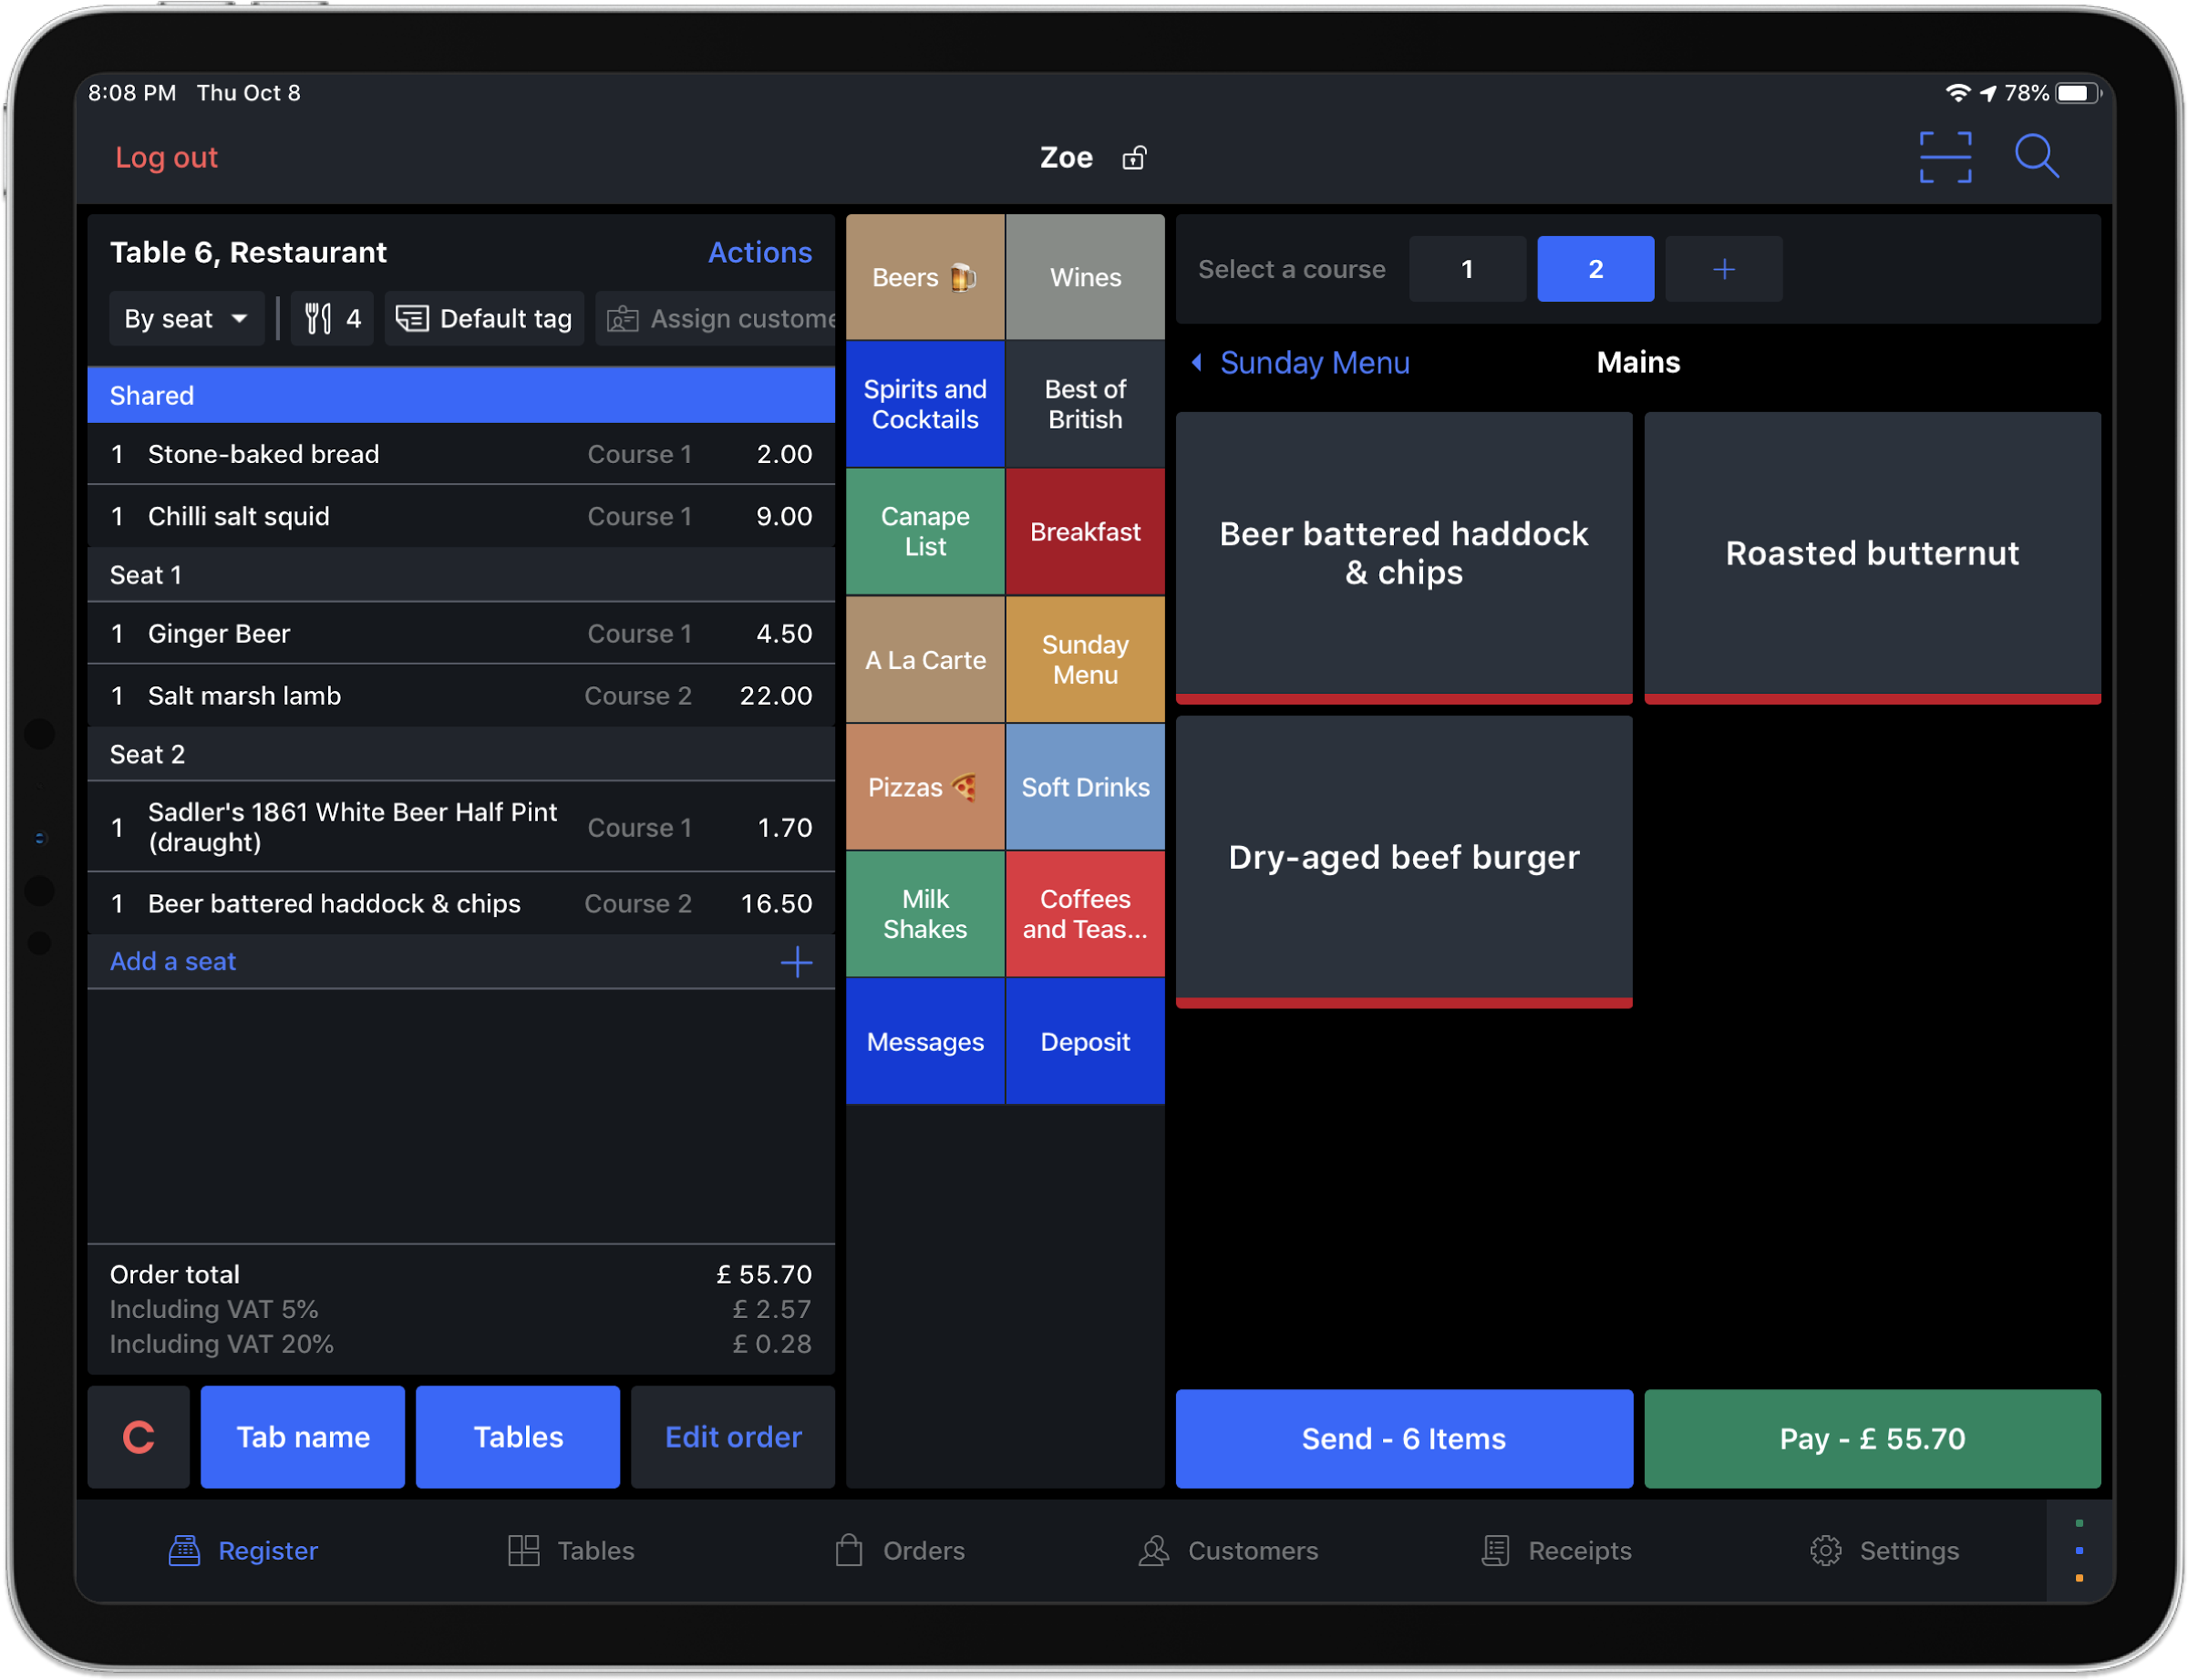 8:08 PM Thu Oct 8
78%
Log out
Zoe
Table 6, Restaurant
Actions
By seat
4
Default tag
Assign custome
Shared
1 Stone-baked bread Course 1 2.00
1 Chilli salt squid Course 1 9.00
Seat 1
1 Ginger Beer Course 1 4.50
1 Salt marsh lamb Course 2 22.00
Seat 2
1 Sadler's 1861 White Beer Half Pint
(draught) Course 1 1.70
1 Beer battered haddock & chips Course 2 16.50
Add a seat
Order total £ 55.70
Including VAT 5% £ 2.57
Including VAT 20% £ 0.28
C
Tab name
Tables
Edit order
Beers
Wines
Spirits and
Cocktails
Best of
British
Canape
List
Breakfast
A La Carte
Sunday
Menu
Pizzas
Soft Drinks
Milk
Shakes
Coffees
and Teas...
Messages
Deposit
Select a course 1 2 +
Sunday Menu
Mains
Beer battered haddock
& chips
Roasted butternut
Dry-aged beef burger
Send - 6 Items
Pay - £ 55.70
Register
Tables
Orders
Customers
Receipts
Settings